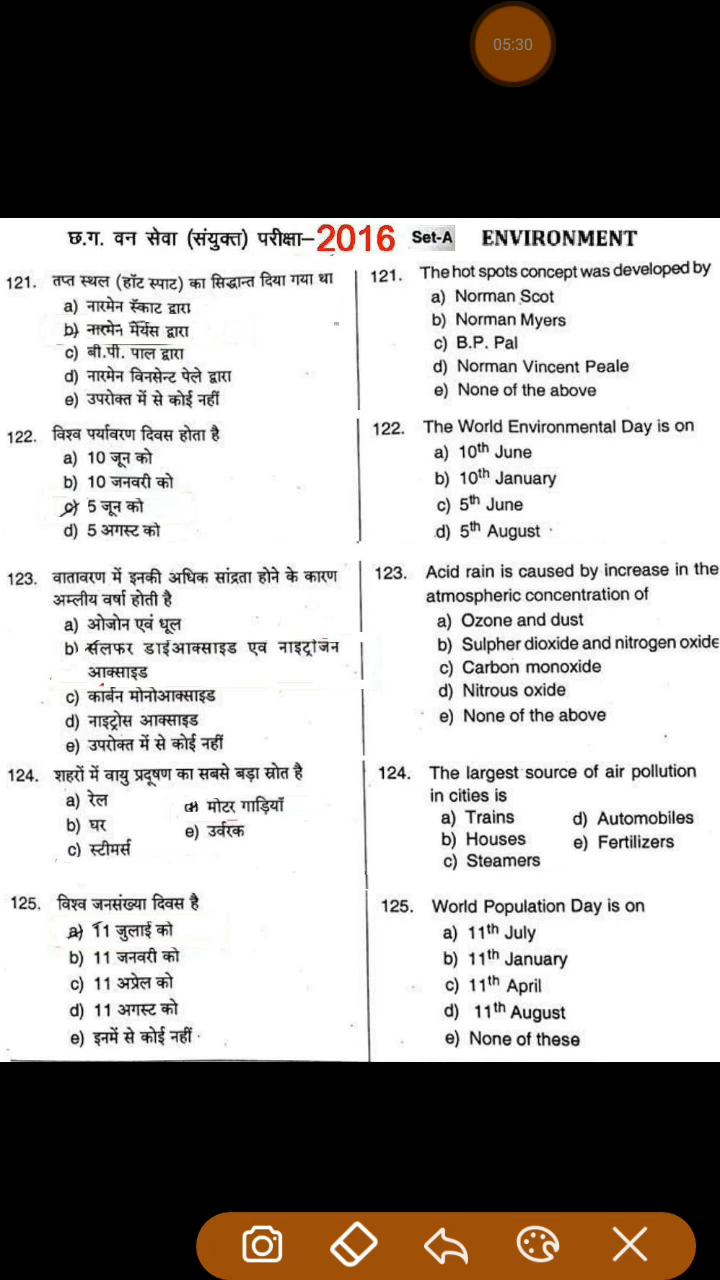 05:30
छ.ग. वन सेवा (संयुक्त) परीक्षा–2016 Set-A ENVIRONMENT
121. तप्त स्थल (हॉट स्पाट) का सिद्धान्त दिया गया था
a) नारमेन स्कॅाट द्वारा
b) नारमेन मैर्यस द्वारा
c) बी.पी. पाल द्वारा
d) नारमेन विनसेन्ट पेले द्वारा
e) उपरोक्त में से कोई नहीं
122. विश्व पर्यावरण दिवस होता है
a) 10 जून को
b) 10 जनवरी को
c) 5 जून को
d) 5 अगस्ट को
123. वातावरण में इनकी अधिक सांद्रता होने के कारण
अम्लीय वर्षा होती है
a) ओजोन एवं धूल
b) सॅलफर डाईआक्साइड एवं नाइट्रोजन
आक्साइड
c) कार्बन मोनोआक्साइड
d) नाइट्रोस आक्साइड
e) उपरोक्त में से कोई नहीं
124. शहरों में वायु प्रदूषण का सबसे बड़ा स्रोत है
a) रेल d) मोटर गाड़ियाँ
b) घर e) उर्वरक
c) स्टीमर्स
125. विश्व जनसंख्या दिवस है
a) 11 जुलाई को
b) 11 जनवरी को
c) 11 अप्रेल को
d) 11 अगस्ट को
e) इनमें से कोई नहीं
121. The hot spots concept was developed by
a) Norman Scot
b) Norman Myers
c) B.P. Pal
d) Norman Vincent Peale
e) None of the above
122. The World Environmental Day is on
a) 10th June
b) 10th January
c) 5th June
d) 5th August
123. Acid rain is caused by increase in the
atmospheric concentration of
a) Ozone and dust
b) Sulpher dioxide and nitrogen oxide
c) Carbon monoxide
d) Nitrous oxide
e) None of the above
124. The largest source of air pollution
in cities is
a) Trains d) Automobiles
b) Houses e) Fertilizers
c) Steamers
125. World Population Day is on
a) 11th July
b) 11th January
c) 11th April
d) 11th August
e) None of these